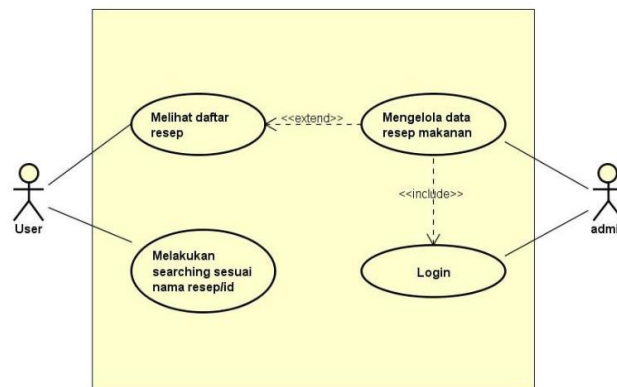 Melihat daftar
resep
<<extend>>
Mengelola data
resep makanan
<<include>>
User
admi
Melakukan
searching sesuai
nama resep/id
Login